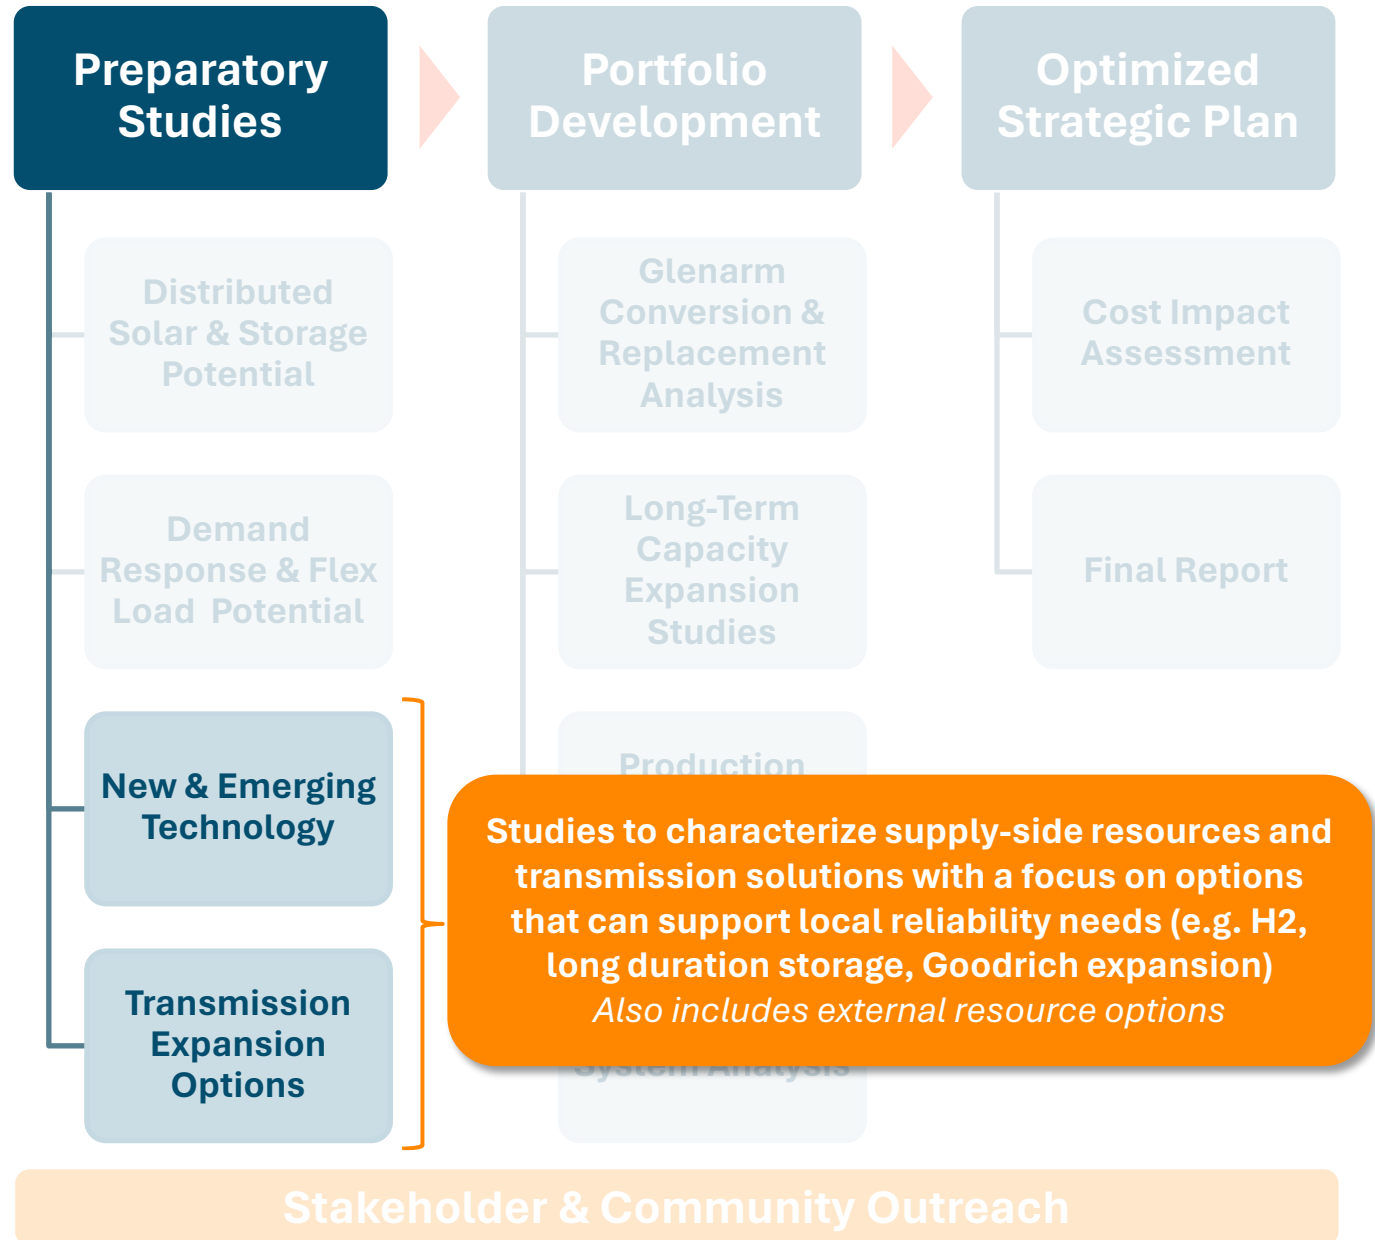 Preparatory
Studies
Portfolio
Development
Optimized
Strategic Plan
Distributed
Solar & Storage
Potential
Glenarm
Conversion &
Replacement
Analysis
Cost Impact
Assessment
Demand
Response & Flex
Load Potential
Long-Term
Capacity
Expansion
Studies
Final Report
New & Emerging
Technology
Production
Studies to characterize supply-side resources and
transmission solutions with a focus on options
that can support local reliability needs (e.g. H2,
long duration storage, Goodrich expansion)
Also includes external resource options
Transmission
Expansion
Options
System Analysis
Stakeholder & Community Outreach